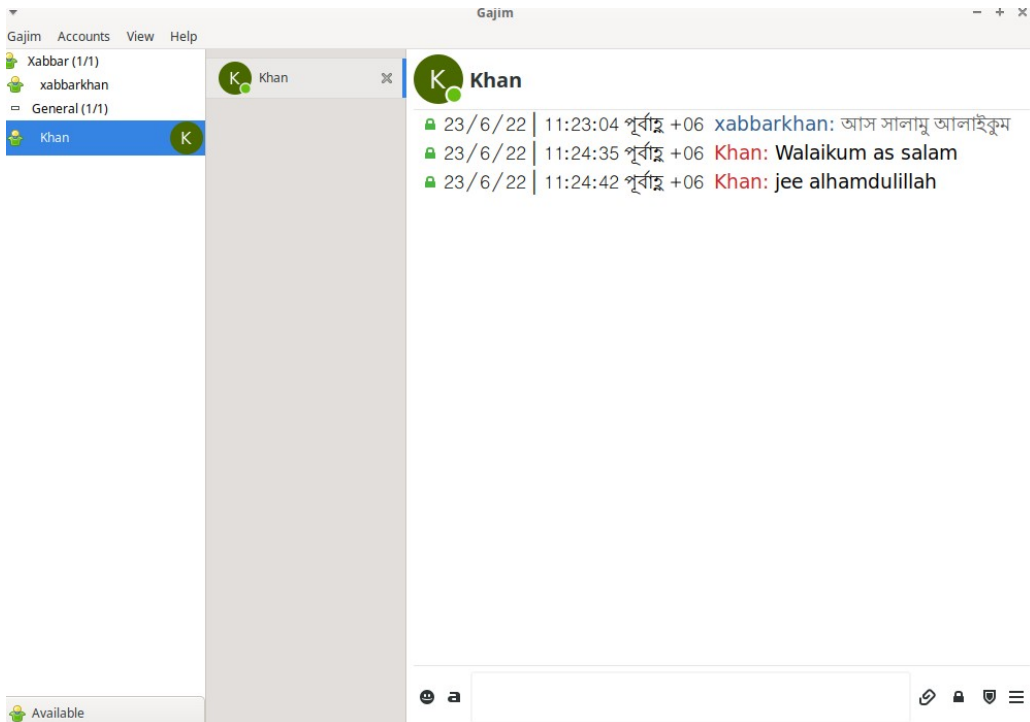 Gajim
Gajim Accounts View Help
Xabbar (1/1)
xabbarkhan
General (1/1)
Khan
K
K Khan
K Khan
23/6/22 | 11:23:04 পূর্বাহ্ণ +06 xabbarkhan: আস সালামু আলাইকুম
23/6/22 | 11:24:35 পূর্বাহ্ণ +06 Khan: Walaikum as salam
23/6/22 | 11:24:42 পূর্বাহ্ণ +06 Khan: jee alhamdulillah
a
Available